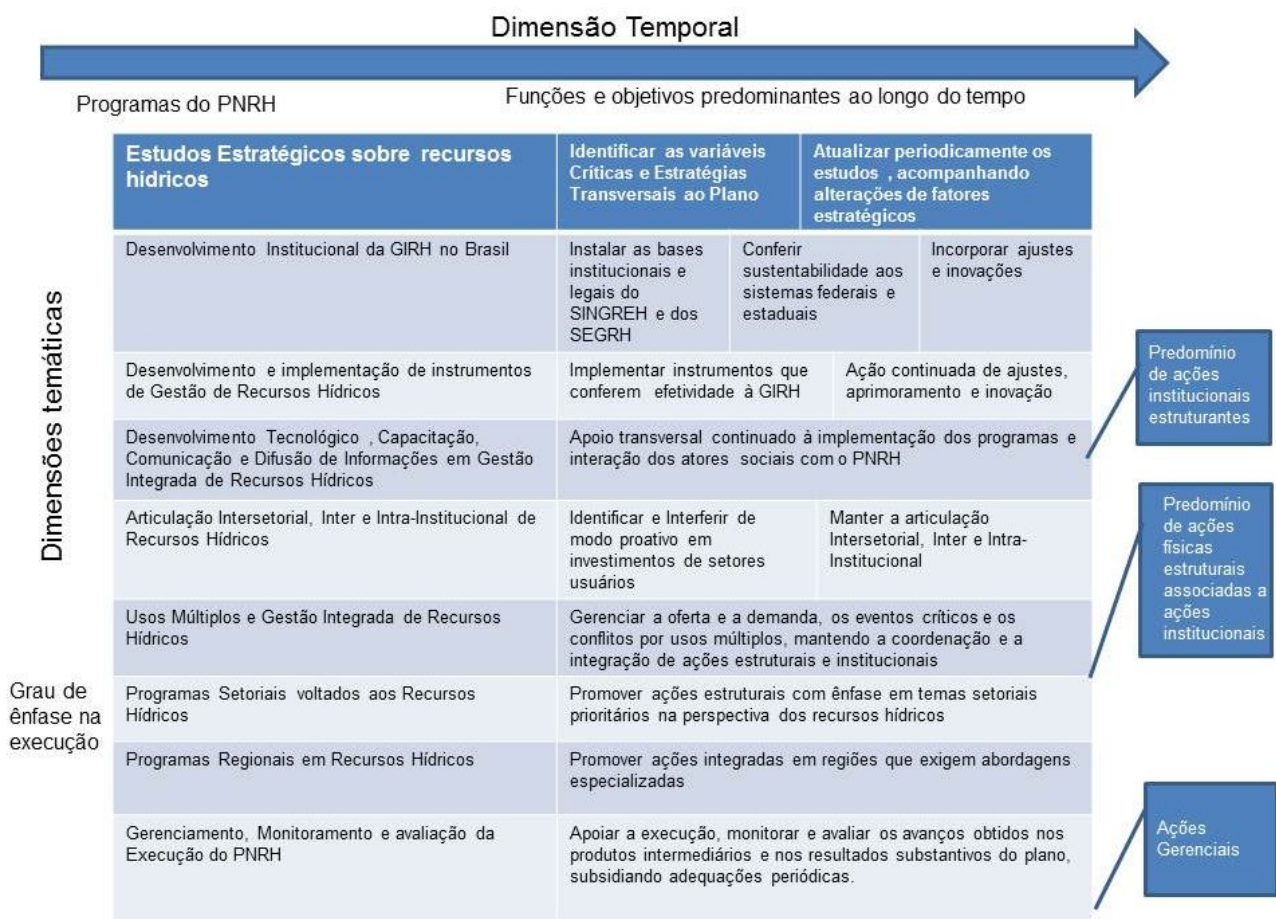 Dimensão Temporal
Programas do PNRH
Funções e objetivos predominantes ao longo do tempo
Estudos Estratégicos sobre recursos
hídricos
Identificar as variáveis
Críticas e Estratégias
Transversais ao Plano
Atualizar periodicamente os
estudos , acompanhando
alterações de fatores
estratégicos
Dimensões temáticas
Desenvolvimento Institucional da GIRH no Brasil
Instalar as bases
institucionais e
legais do
SINGREH e dos
SEGRH
Conferir
sustentabilidade aos
sistemas federais e
estaduais
Incorporar ajustes
e inovações
Desenvolvimento e implementação de instrumentos
de Gestão de Recursos Hídricos
Implementar instrumentos que
conferem efetividade à GIRH
Ação continuada de ajustes,
aprimoramento e inovação
Predomínio
de ações
institucionais
estruturantes
Desenvolvimento Tecnológico , Capacitação,
Comunicação e Difusão de Informações em Gestão
Integrada de Recursos Hídricos
Apoio transversal continuado à implementação dos programas e
interação dos atores sociais com o PNRH
Articulação Intersetorial, Inter e Intra-Institucional de
Recursos Hídricos
Identificar e Interferir de
modo proativo em
investimentos de setores
usuários
Manter a articulação
Intersetorial, Inter e Intra-
Institucional
Predomínio
de ações
físicas
estruturais
associadas a
ações
institucionais
Usos Múltiplos e Gestão Integrada de Recursos
Hídricos
Gerenciar a oferta e a demanda, os eventos críticos e os
conflitos por usos múltiplos, mantendo a coordenação e a
integração de ações estruturais e institucionais
Grau de
ênfase na
execução
Programas Setoriais voltados aos Recursos
Hídricos
Promover ações estruturais com ênfase em temas setoriais
prioritários na perspectiva dos recursos hídricos
Programas Regionais em Recursos Hídricos
Promover ações integradas em regiões que exigem abordagens
especializadas
Gerenciamento, Monitoramento e avaliação da
Execução do PNRH
Apoiar a execução, monitorar e avaliar os avanços obtidos nos
produtos intermediários e nos resultados substantivos do plano,
subsidiando adequações periódicas.
Ações
Gerenciais